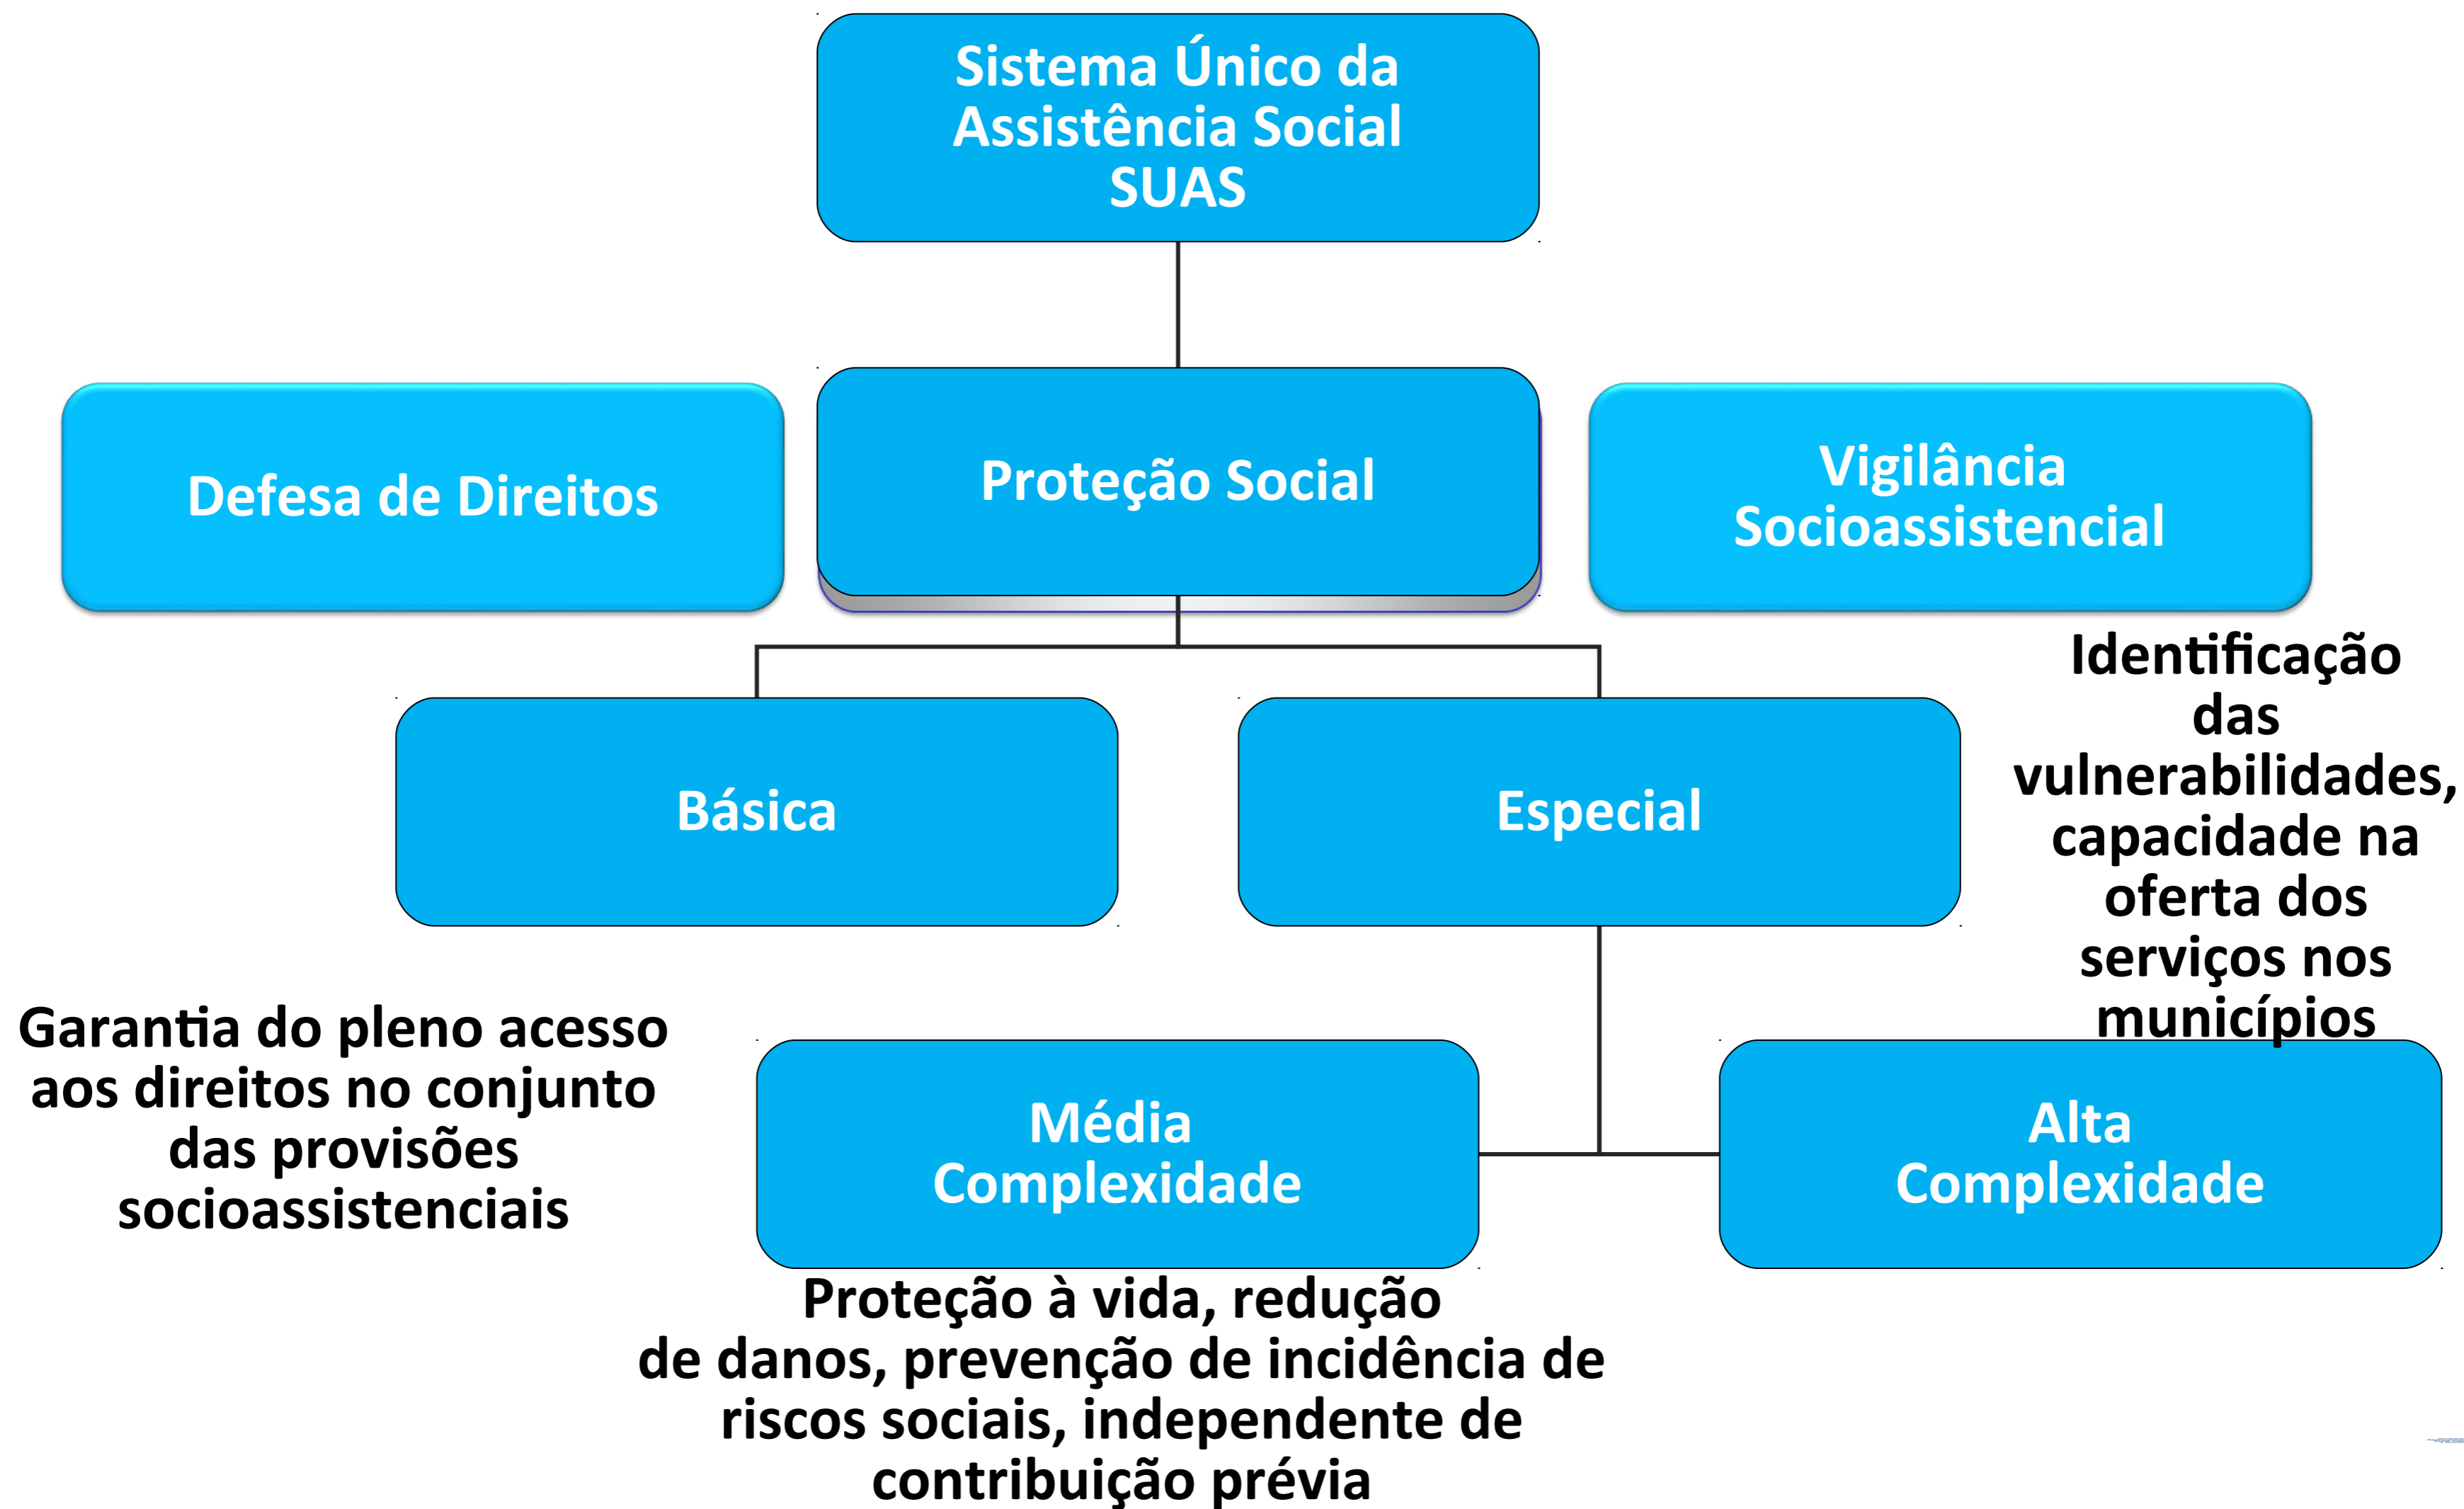 Sistema Único da
Assistência Social
SUAS
Defesa de Direitos
Proteção Social
Vigilância
Socioassistencial
Básica
Especial
Identificação
das
vulnerabilidades,
capacidade na
oferta dos
serviços nos
municípios
Garantia do pleno acesso
aos direitos no conjunto
das provisões
socioassistenciais
Média
Complexidade
Alta
Complexidade
Proteção à vida, redução
de danos, prevenção de incidência de
riscos sociais, independente de
contribuição prévia